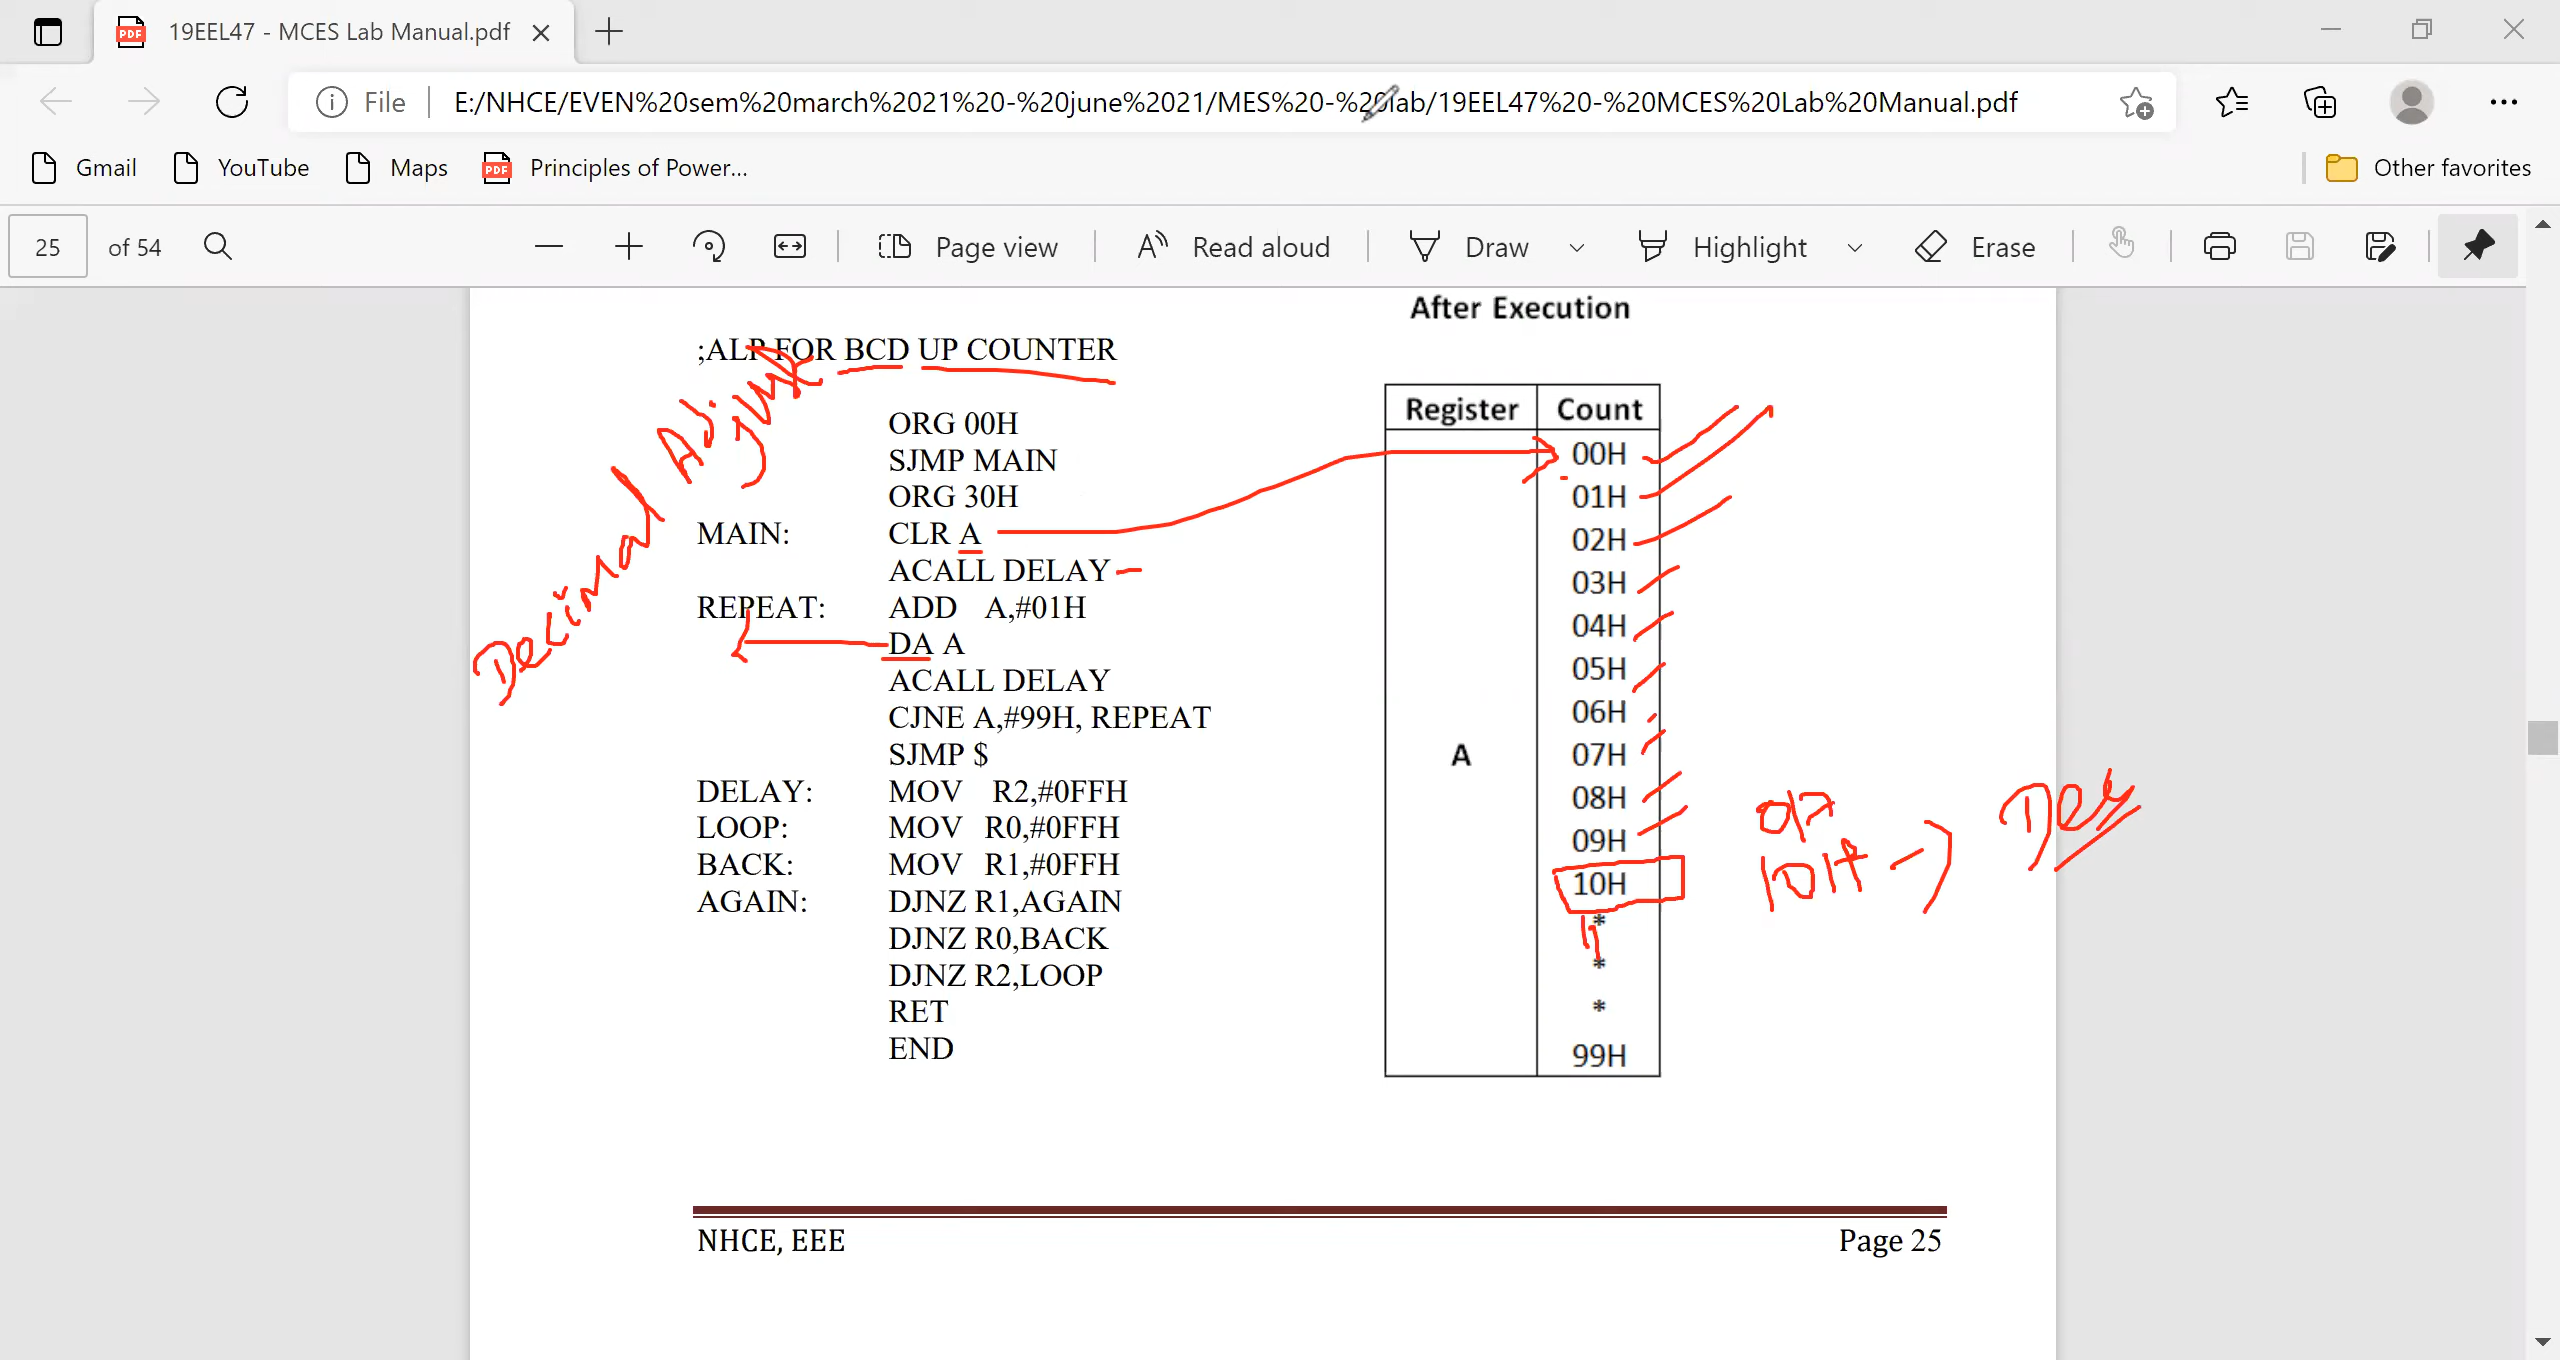 19EEL47 - MCES Lab Manual.pdf
File
E:/NHCE/EVEN%20sem%20march%2021%20-%20june%2021/MES%20-%20lab/19EEL47%20-%20MCES%20Lab%20Manual.pdf
Gmail YouTube Maps PDF Principles of Power... Other favorites
25 of 54 Page view Read aloud Draw Highlight Erase
After Execution
;ALP FOR BCD UP COUNTER
Decimal Adjust
ORG 00H
SJMP MAIN
ORG 30H
MAIN: CLR A
ACALL DELAY
REPEAT: ADD A,#01H
DA A
ACALL DELAY
CJNE A,#99H, REPEAT
SJMP $
DELAY: MOV R2,#0FFH
LOOP: MOV R0,#0FFH
BACK: MOV R1,#0FFH
AGAIN: DJNZ R1,AGAIN
DJNZ R0,BACK
DJNZ R2,LOOP
RET
END
Register Count
00H
01H
02H
03H
04H
05H
06H
A 07H
08H
09H
10H
11
*
*
*
99H
10H
NHCE, EEE Page 25